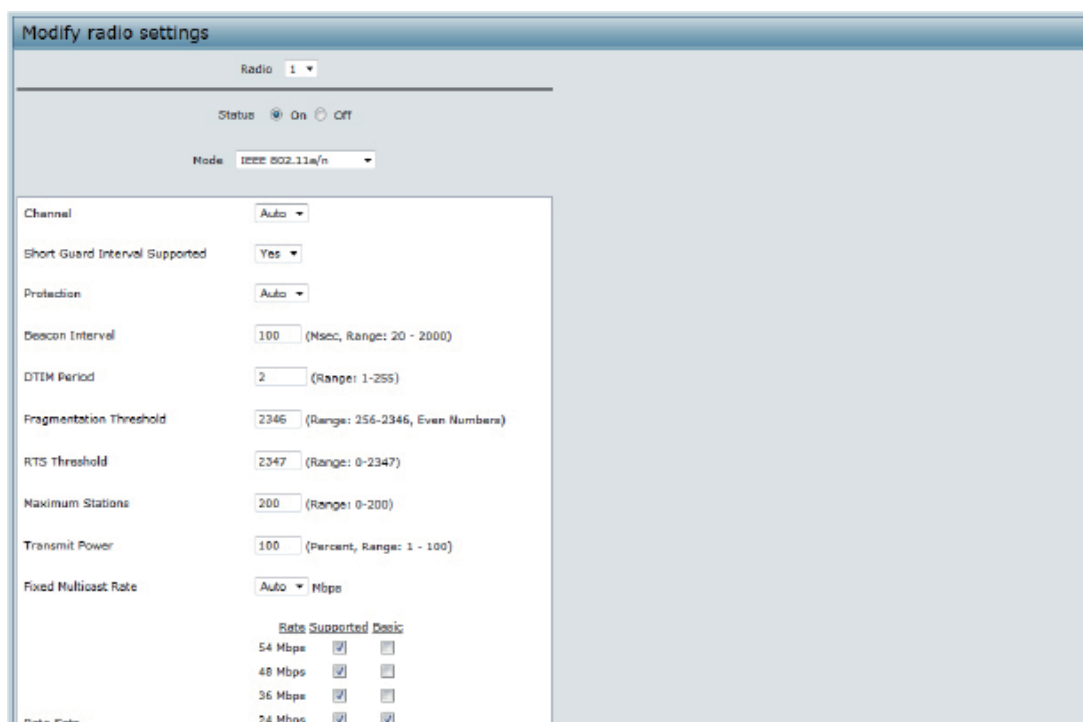 Modify radio settings
Radio 1
Status On Off
Mode IEEE 802.11a/n
Channel Auto
Short Guard Interval Supported Yes
Protection Auto
Beacon Interval 100 (Msec, Range: 20 - 2000)
DTIM Period 2 (Range: 1-255)
Fragmentation Threshold 2346 (Range: 256-2346, Even Numbers)
RTS Threshold 2347 (Range: 0-2347)
Maximum Stations 200 (Range: 0-200)
Transmit Power 100 (Percent, Range: 1 - 100)
Fixed Multicast Rate Auto Mbps
Rate Supported Basic
54 Mbps
48 Mbps
36 Mbps
24 Mbps